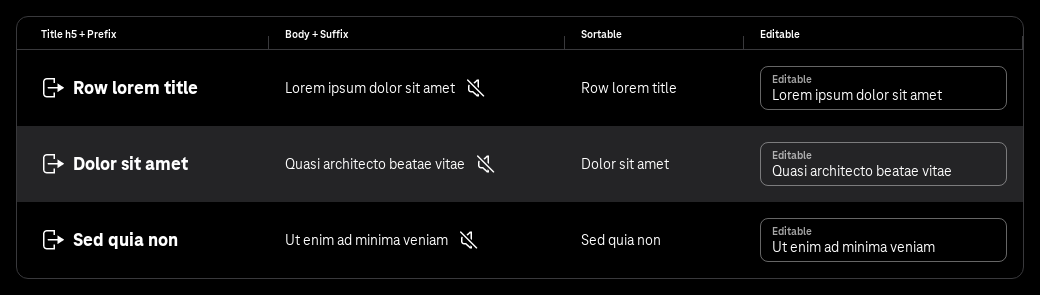 Title h5 + Prefix
Body + Suffix
Sortable
Editable
Row lorem title
Lorem ipsum dolor sit amet
Row lorem title
Editable
Lorem ipsum dolor sit amet
Dolor sit amet
Quasi architecto beatae vitae
Dolor sit amet
Editable
Quasi architecto beatae vitae
Sed quia non
Ut enim ad minima veniam
Sed quia non
Editable
Ut enim ad minima veniam